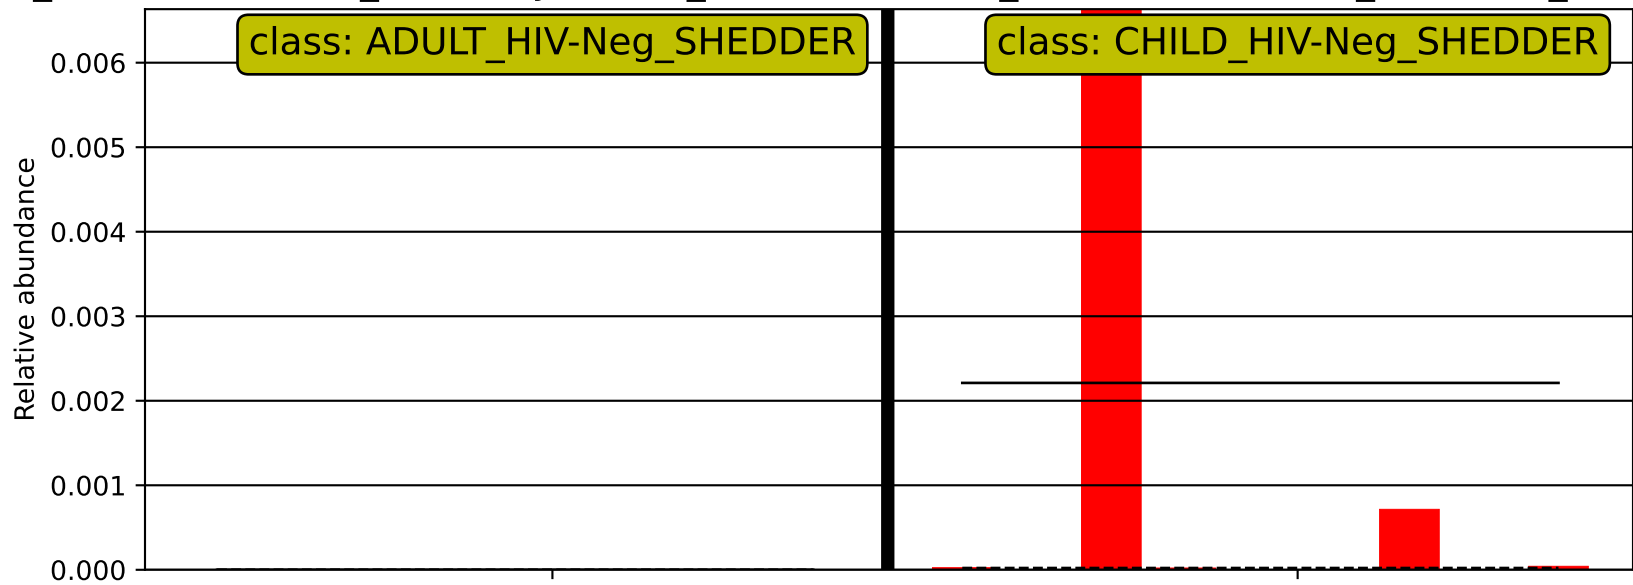 class: ADULT_HIV-Neg_SHEDDER
class: CHILD_HIV-Neg_SHEDDER
0.006
0.005
0.004
0.003
0.002
0.001
0.000
Relative abundance